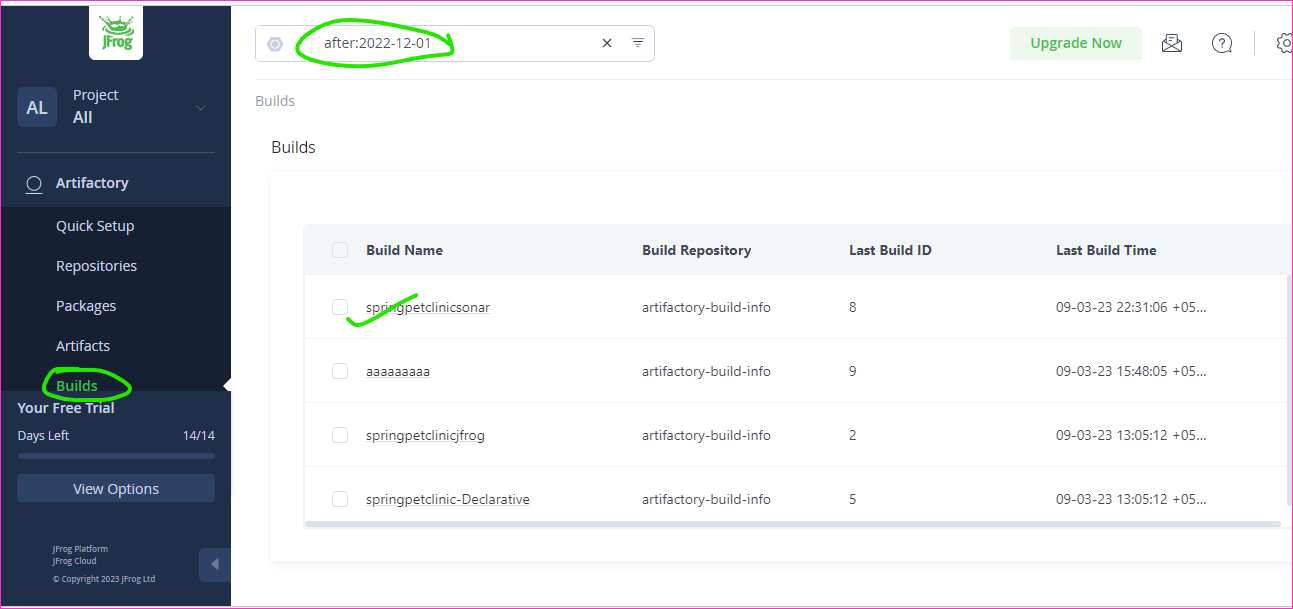 JFrog
after:2022-12-01
Upgrade Now
AL
Project
All
Builds
Builds
Artifactory
Quick Setup
Repositories
Packages
Artifacts
Builds
Your Free Trial
Days Left 14/14
View Options
JFrog Platform
JFrog Cloud
© Copyright 2023 JFrog Ltd
Build Name Build Repository Last Build ID Last Build Time
springpetclinicsonar artifactory-build-info 8 09-03-23 22:31:06 +05...
aaaaaaaaa artifactory-build-info 9 09-03-23 15:48:05 +05...
springpetclinicjfrog artifactory-build-info 2 09-03-23 13:05:12 +05...
springpetclinic-Declarative artifactory-build-info 5 09-03-23 13:05:12 +05...